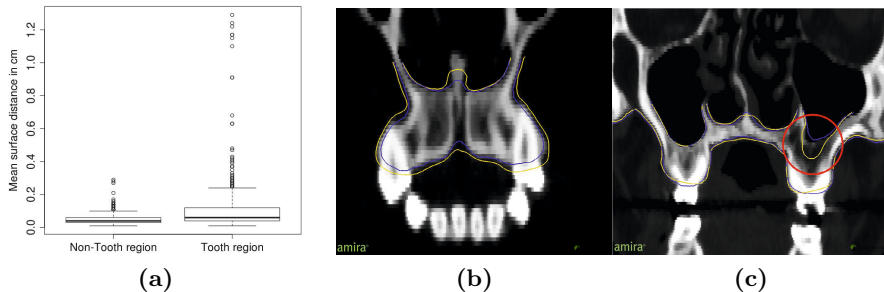 Mean surface distance in cm
1.2
1.0
0.8
0.6
0.4
0.2
0.0
Non-Tooth region
Tooth region
amira
amira
(a)
(b)
(c)